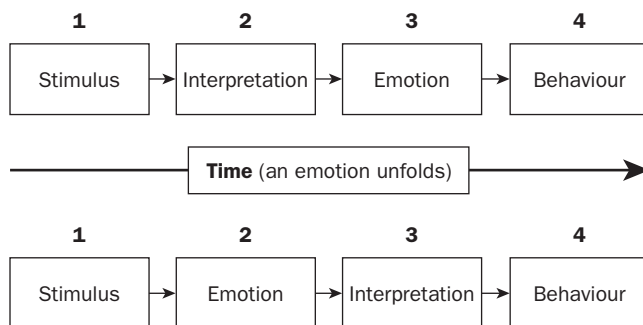 1 2 3 4
Stimulus Interpretation Emotion Behaviour
Time (an emotion unfolds)
1 2 3 4
Stimulus Emotion Interpretation Behaviour